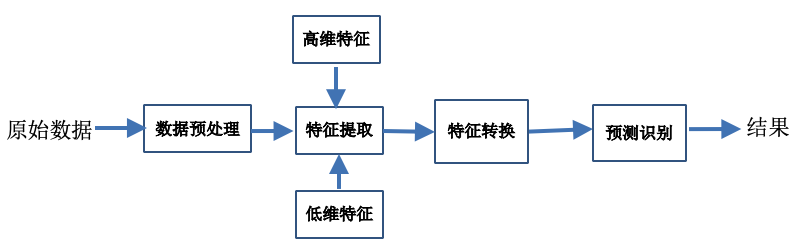 高维特征
原始数据
数据预处理
特征提取
特征转换
预测识别
结果
低维特征